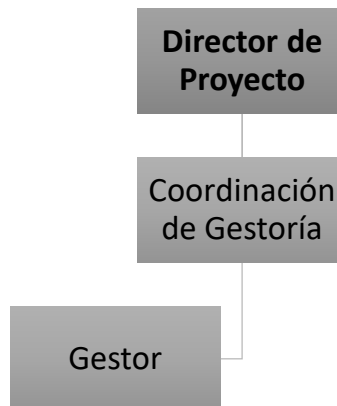 Director de
Proyecto
Coordinación
de Gestoría
Gestor